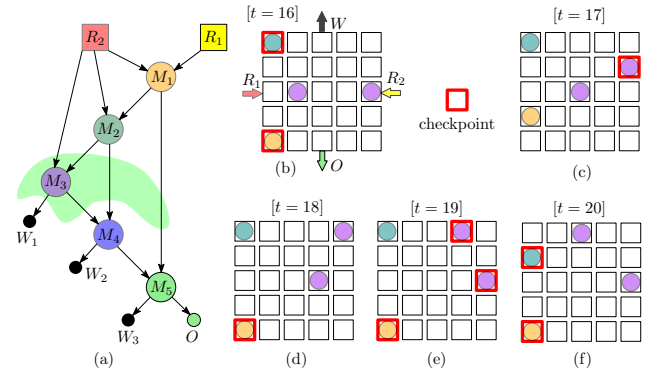 R₂
R₁
M₁
M₂
M₃
M₄
M₅
W₁
W₂
W₃
O
(a)
[t = 16]
W
R₁
R₂
O
(b)
checkpoint
[t = 17]
(c)
[t = 18]
(d)
[t = 19]
(e)
[t = 20]
(f)